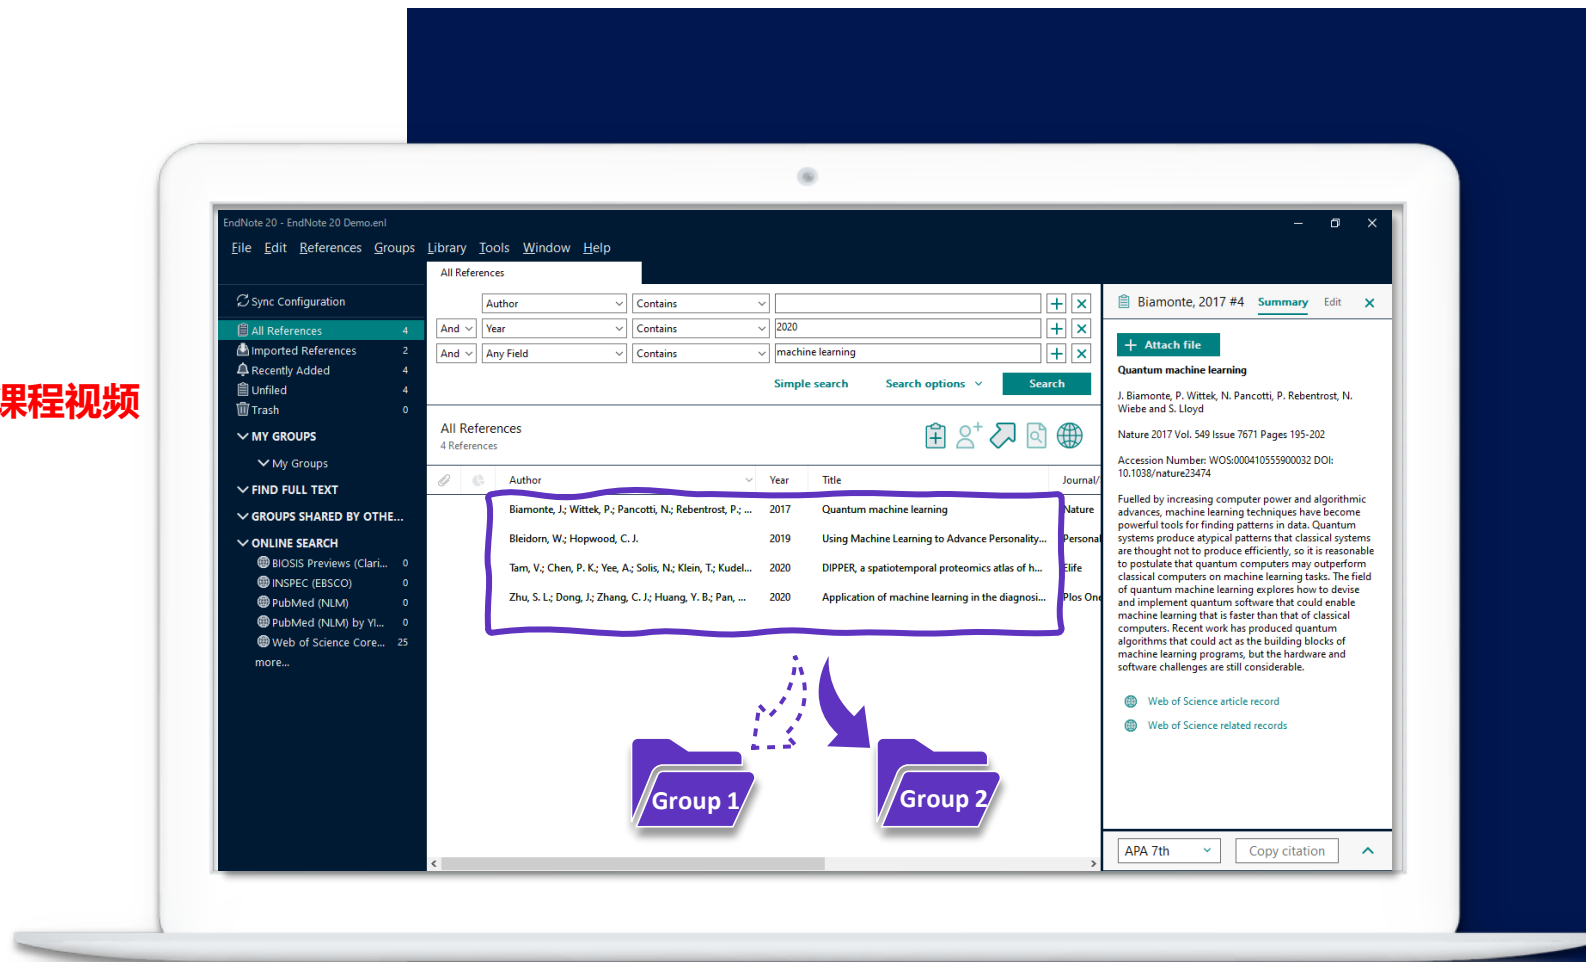 课程视频
EndNote 20 - EndNote 20 Demo.enl
File Edit References Groups Library Tools Window Help
All References
Sync Configuration
All References 4
Imported References 2
Recently Added 4
Unfiled 4
Trash 0
MY GROUPS
My Groups
FIND FULL TEXT
GROUPS SHARED BY OTHE...
ONLINE SEARCH
BIOSIS Previews (Clari... 0
INSPEC (EBSCO) 0
PubMed (NLM) 0
PubMed (NLM) by YI... 0
Web of Science Core... 25
more...
Author Contains
And Year Contains 2020
And Any Field Contains machine learning
Simple search Search options Search
All References
4 References
Author Year Title Journal/
Biamonte, J.; Wittek, P.; Pancotti, N.; Rebentrost, P.; ... 2017 Quantum machine learning Nature
Bleidorn, W.; Hopwood, C. J. 2019 Using Machine Learning to Advance Personality... Personal
Tam, V.; Chen, P. K.; Yee, A.; Solis, N.; Klein, T.; Kudel... 2020 DIPPER, a spatiotemporal proteomics atlas of h... Elife
Zhu, S. L.; Dong, J.; Zhang, C. J.; Huang, Y. B.; Pan, ... 2020 Application of machine learning in the diagnosi... Plos One
Group 1
Group 2
Biamonte, 2017 #4 Summary Edit
Attach file
Quantum machine learning
J. Biamonte, P. Wittek, N. Pancotti, P. Rebentrost, N.
Wiebe and S. Lloyd
Nature 2017 Vol. 549 Issue 7671 Pages 195-202
Accession Number: WOS:000410555900032 DOI:
10.1038/nature23474
Fuelled by increasing computer power and algorithmic
advances, machine learning techniques have become
powerful tools for finding patterns in data. Quantum
systems produce atypical patterns that classical systems
are thought not to produce efficiently, so it is reasonable
to postulate that quantum computers may outperform
classical computers on machine learning tasks. The field
of quantum machine learning explores how to devise
and implement quantum software that could enable
machine learning that is faster than that of classical
computers. Recent work has produced quantum
algorithms that could act as the building blocks of
machine learning programs, but the hardware and
software challenges are still considerable.
Web of Science article record
Web of Science related records
APA 7th Copy citation